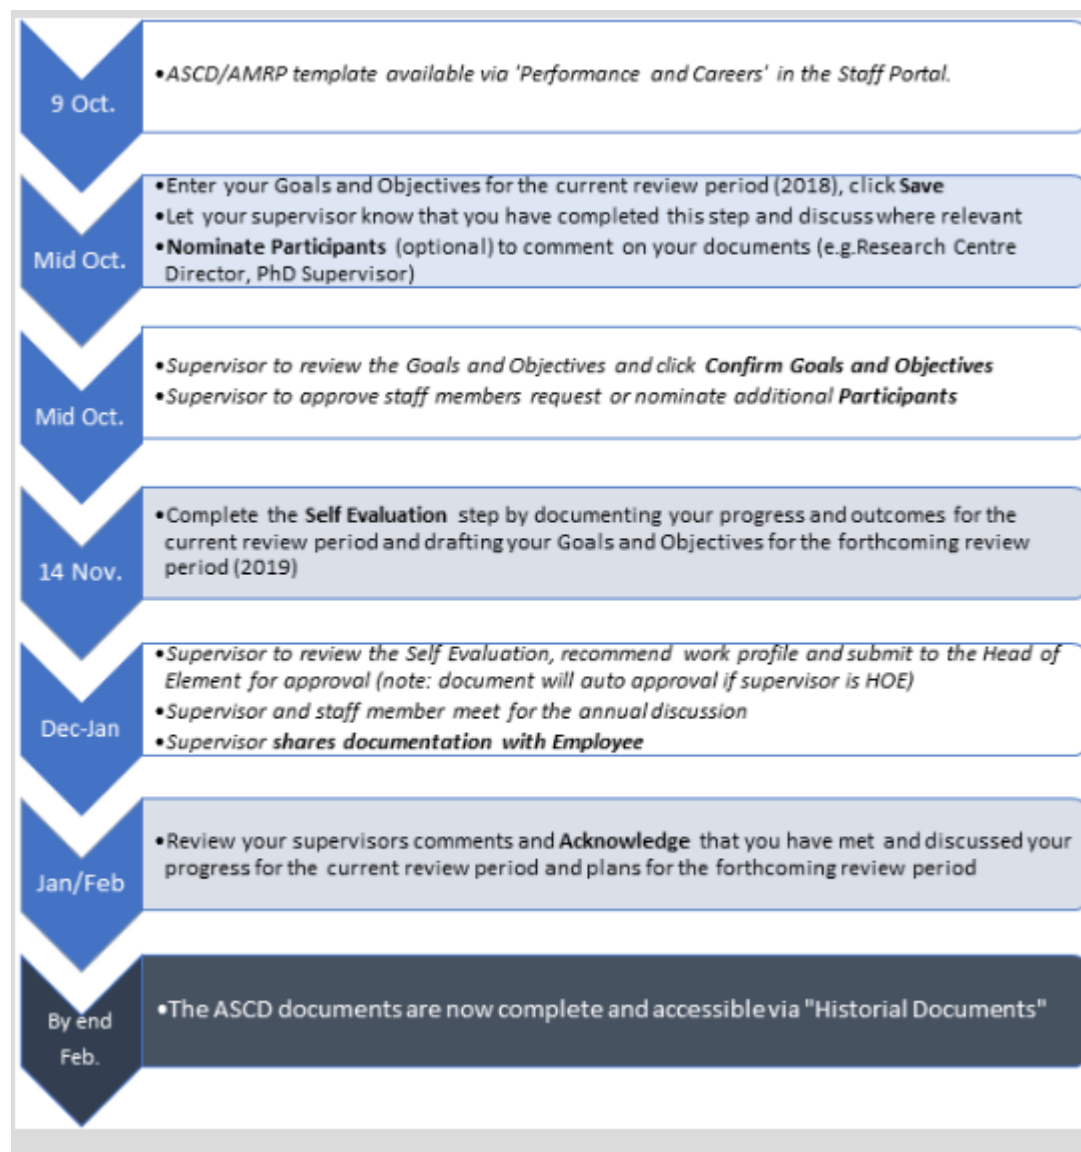 9 Oct.
•ASCD/AMRP template available via 'Performance and Careers' in the Staff Portal.
Mid Oct.
•Enter your Goals and Objectives for the current review period (2018), click Save
•Let your supervisor know that you have completed this step and discuss where relevant
•Nominate Participants (optional) to comment on your documents (e.g.Research Centre
Director, PhD Supervisor)
Mid Oct.
•Supervisor to review the Goals and Objectives and click Confirm Goals and Objectives
•Supervisor to approve staff members request or nominate additional Participants
14 Nov.
•Complete the Self Evaluation step by documenting your progress and outcomes for the
current review period and drafting your Goals and Objectives for the forthcoming review
period (2019)
Dec-Jan
•Supervisor to review the Self Evaluation, recommend work profile and submit to the Head of
Element for approval (note: document will auto approval if supervisor is HOE)
•Supervisor and staff member meet for the annual discussion
•Supervisor shares documentation with Employee
Jan/Feb
•Review your supervisors comments and Acknowledge that you have met and discussed your
progress for the current review period and plans for the forthcoming review period
By end
Feb.
•The ASCD documents are now complete and accessible via "Historial Documents"